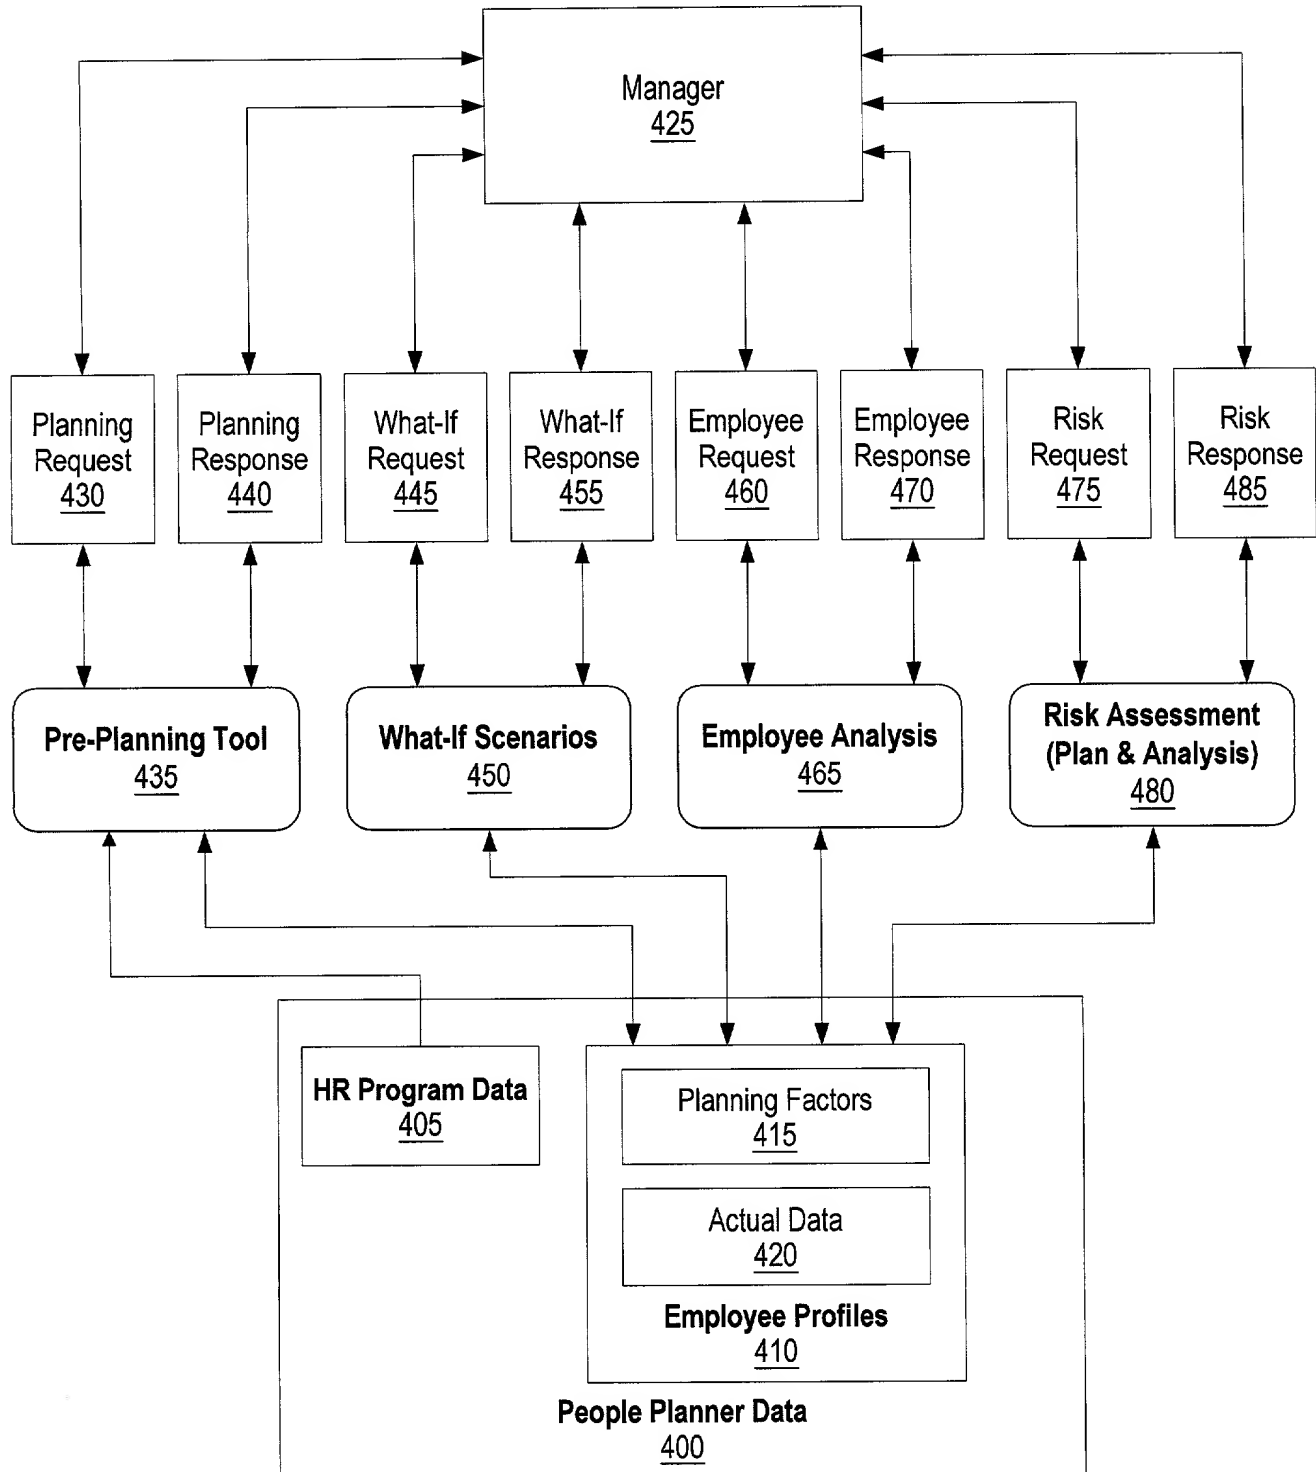 Manager
425
Planning
Request
430
Planning
Response
440
What-If
Request
445
What-If
Response
455
Employee
Request
460
Employee
Response
470
Risk
Request
475
Risk
Response
485
Pre-Planning Tool
435
What-If Scenarios
450
Employee Analysis
465
Risk Assessment
(Plan & Analysis)
480
HR Program Data
405
Planning Factors
415
Actual Data
420
Employee Profiles
410
People Planner Data
400